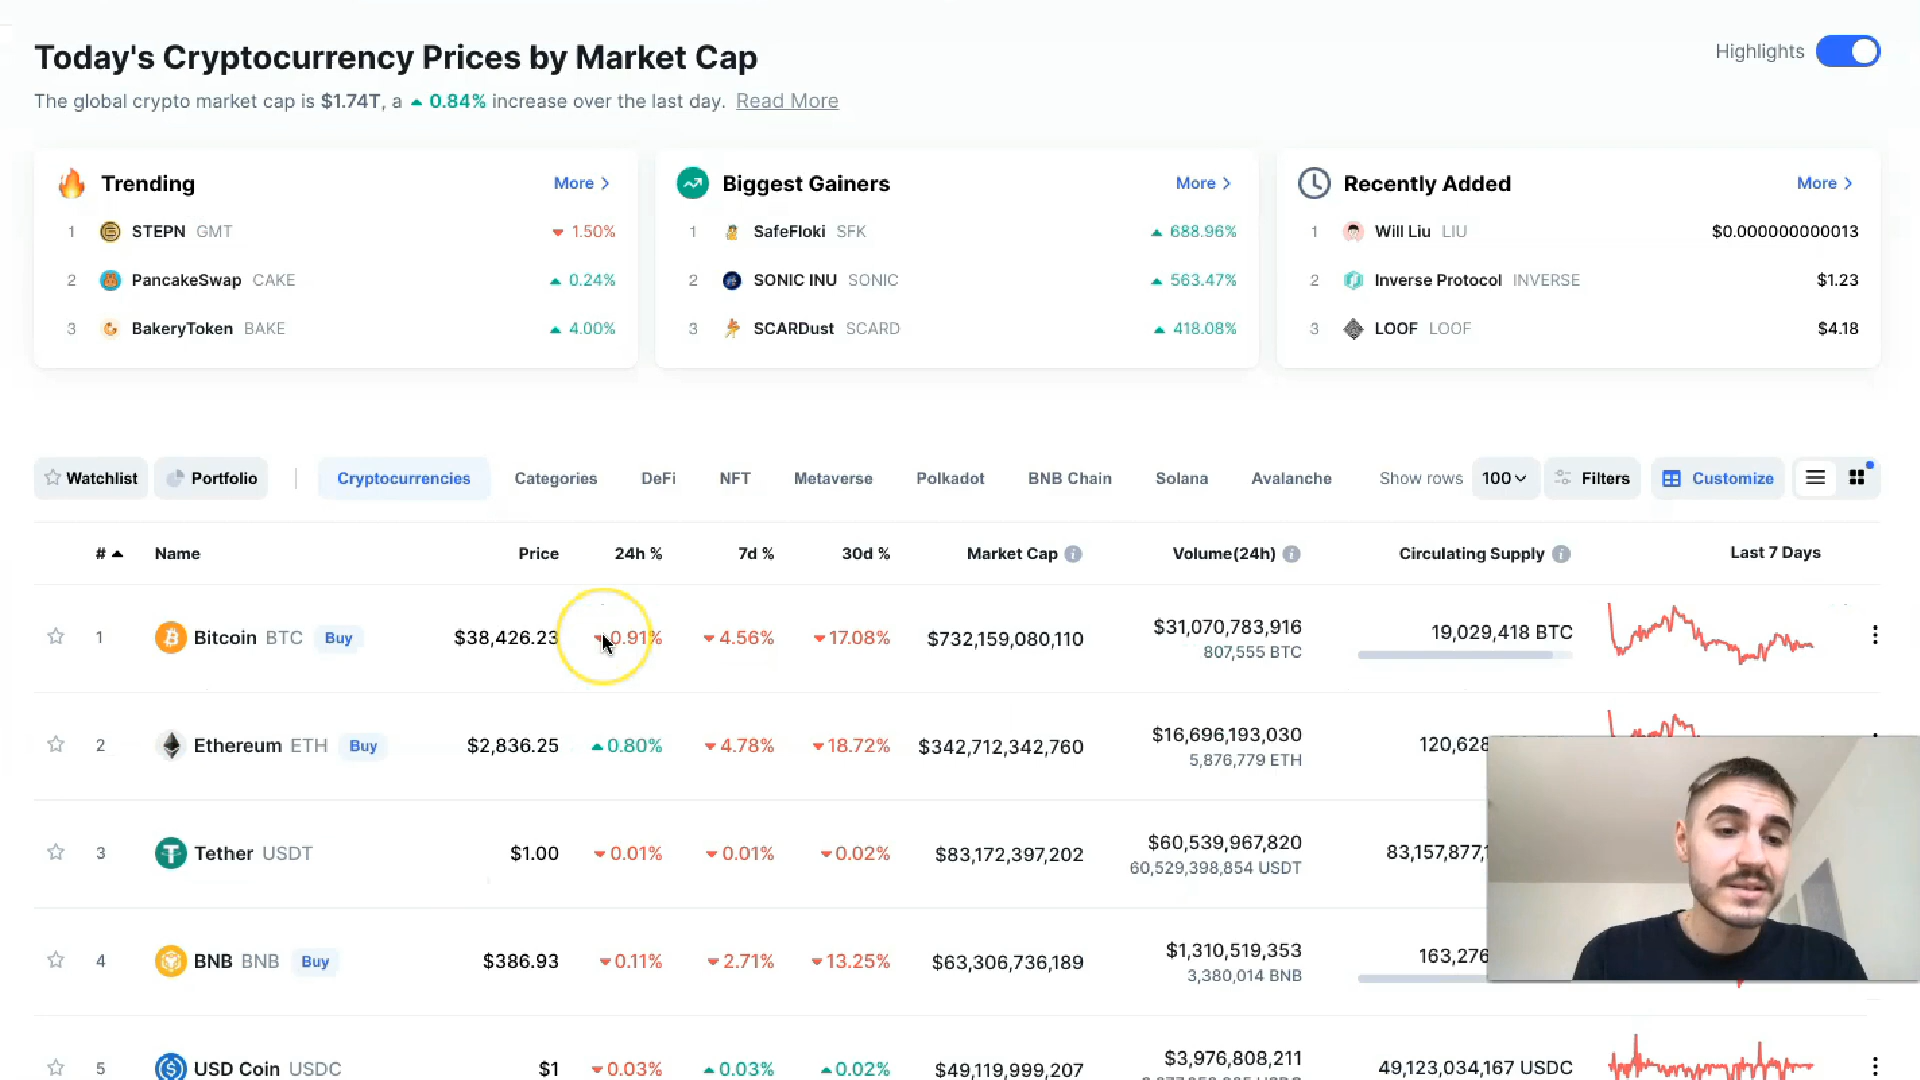 Today's Cryptocurrency Prices by Market Cap
Highlights
The global crypto market cap is $1.74T, a 0.84% increase over the last day. Read More
Trending More
1 STEPN GMT 1.50%
2 PancakeSwap CAKE 0.24%
3 BakeryToken BAKE 4.00%
Biggest Gainers More
1 SafeFloki SFK 688.96%
2 SONIC INU SONIC 563.47%
3 SCARDust SCARD 418.08%
Recently Added More
1 Will Liu LIU $0.000000000013
2 Inverse Protocol INVERSE $1.23
3 LOOF LOOF $4.18
Watchlist Portfolio Cryptocurrencies Categories DeFi NFT Metaverse Polkadot BNB Chain Solana Avalanche Show rows 100 Filters Customize
# Name Price 24h % 7d % 30d % Market Cap Volume(24h) Circulating Supply Last 7 Days
1 Bitcoin BTC Buy $38,426.23 0.91% 4.56% 17.08% $732,159,080,110 $31,070,783,916 19,029,418 BTC
807,555 BTC
2 Ethereum ETH Buy $2,836.25 0.80% 4.78% 18.72% $342,712,342,760 $16,696,193,030 120,628
5,876,779 ETH
3 Tether USDT $1.00 0.01% 0.01% 0.02% $83,172,397,202 $60,539,967,820 83,157,877,
60,529,398,854 USDT
4 BNB BNB Buy $386.93 0.11% 2.71% 13.25% $63,306,736,189 $1,310,519,353 163,276
3,380,014 BNB
5 USD Coin USDC $1 0.03% 0.03% 0.02% $49,119,999,207 $3,976,808,211 49,123,034,167 USDC